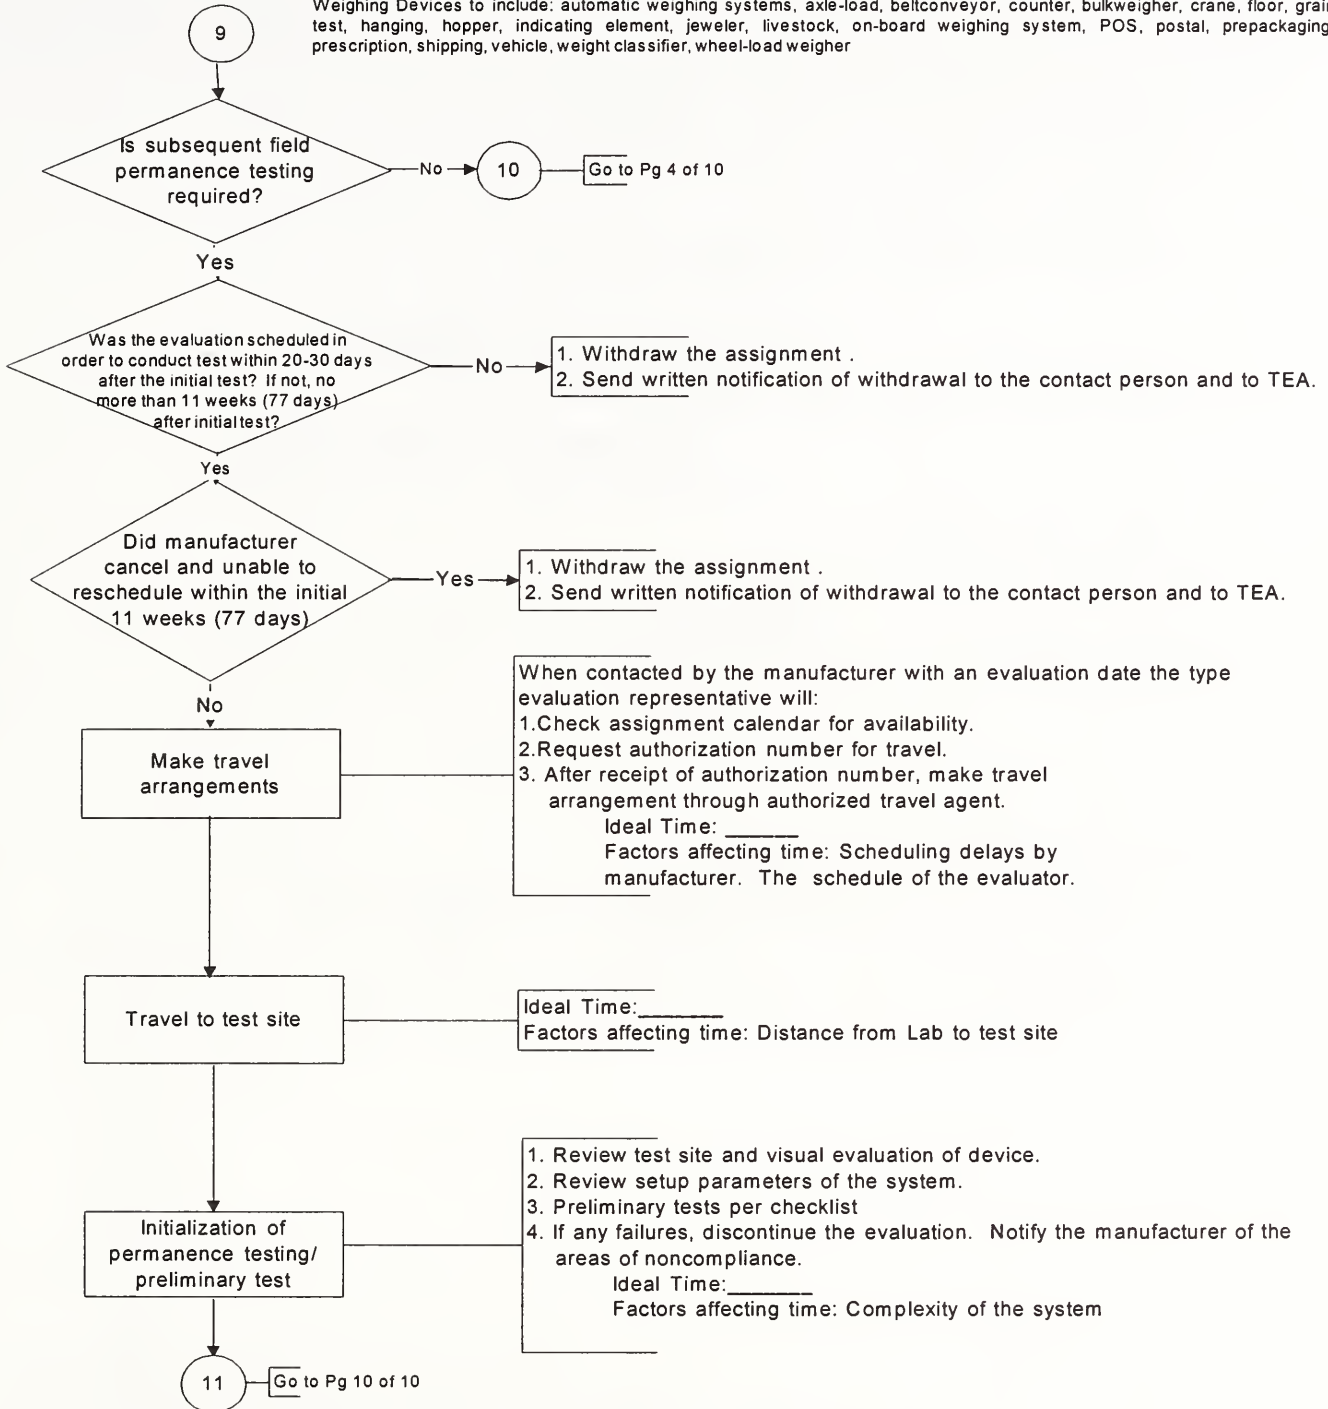 Weighing Devices to include: automatic weighing systems, axle-load, beltconveyor, counter, bulkweigher, crane, floor, grain
test, hanging, hopper, indicating element, jeweler, livestock, on-board weighing system, POS, postal, prepackaging
prescription, shipping, vehicle, weight classifier, wheel-load weigher
9
Is subsequent field
permanence testing
required?
No
10
Go to Pg 4 of 10
Yes
Was the evaluation scheduled in
order to conduct test within 20-30 days
after the initial test? If not, no
more than 11 weeks (77 days)
after initial test?
No
1. Withdraw the assignment .
2. Send written notification of withdrawal to the contact person and to TEA.
Yes
Did manufacturer
cancel and unable to
reschedule within the initial
11 weeks (77 days)
Yes
1. Withdraw the assignment .
2. Send written notification of withdrawal to the contact person and to TEA.
No
Make travel
arrangements
When contacted by the manufacturer with an evaluation date the type
evaluation representative will:
1.Check assignment calendar for availability.
2.Request authorization number for travel.
3. After receipt of authorization number, make travel
arrangement through authorized travel agent.
Ideal Time: ______
Factors affecting time: Scheduling delays by
manufacturer. The schedule of the evaluator.
Travel to test site
Ideal Time:_______
Factors affecting time: Distance from Lab to test site
Initialization of
permanence testing/
preliminary test
1. Review test site and visual evaluation of device.
2. Review setup parameters of the system.
3. Preliminary tests per checklist
4. If any failures, discontinue the evaluation. Notify the manufacturer of the
areas of noncompliance.
Ideal Time:_______
Factors affecting time: Complexity of the system
11
Go to Pg 10 of 10